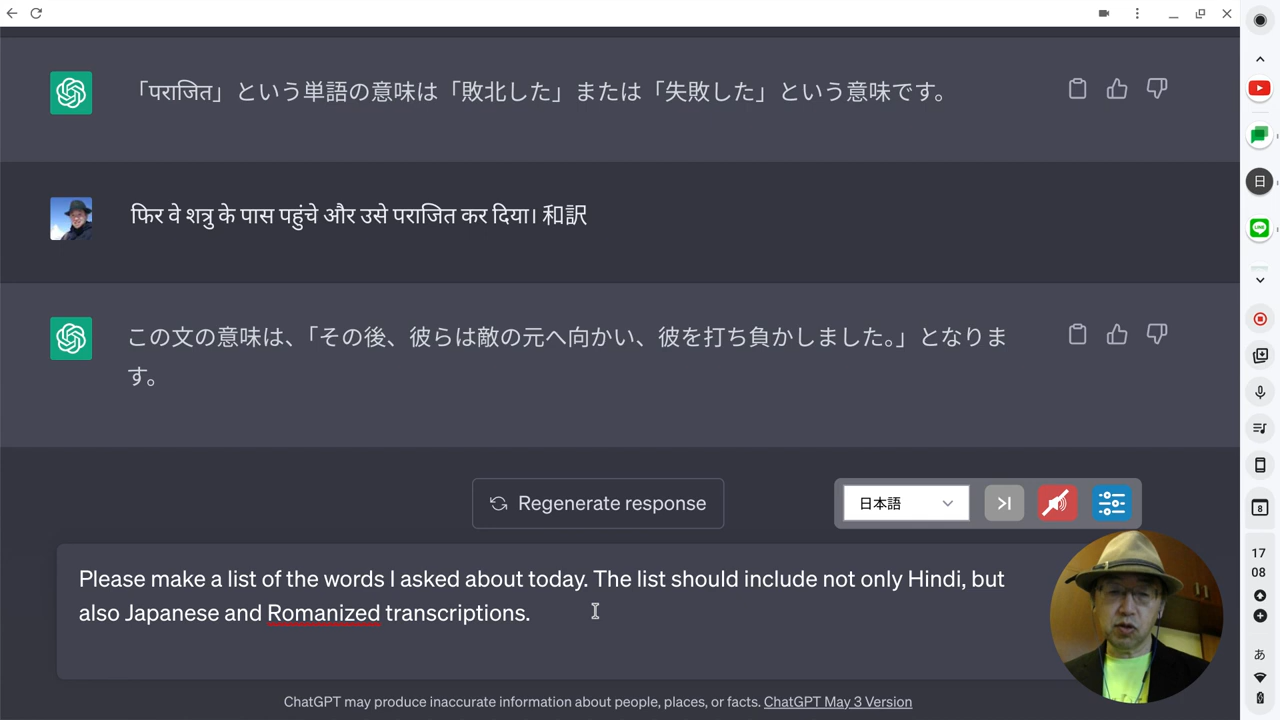 「पराजित」という単語の意味は「敗北した」または「失敗した」という意味です。
फिर वे शत्रु के पास पहुंचे और उसे पराजित कर दिया। 和訳
この文の意味は、「その後、彼らは敵の元へ向かい、彼を打ち負かしました。」となりま
す。
Regenerate response
日本語
Please make a list of the words I asked about today. The list should include not only Hindi, but
also Japanese and Romanized transcriptions.
ChatGPT may produce inaccurate information about people, places, or facts. ChatGPT May 3 Version
日
LINE
8
17
08
あ